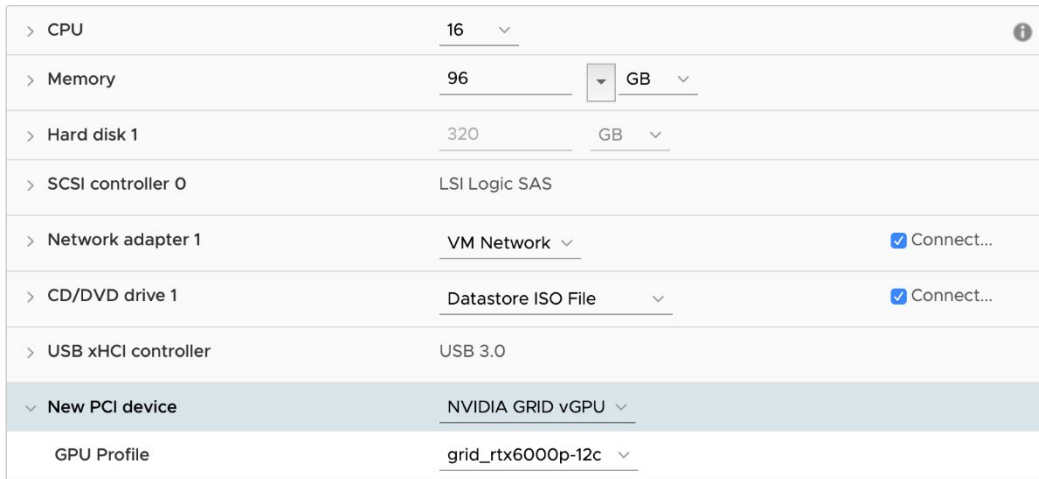 CPU 16
Memory 96 GB
Hard disk 1 320 GB
SCSI controller 0 LSI Logic SAS
Network adapter 1 VM Network Connect...
CD/DVD drive 1 Datastore ISO File Connect...
USB xHCI controller USB 3.0
New PCI device NVIDIA GRID vGPU
GPU Profile grid_rtx6000p-12c